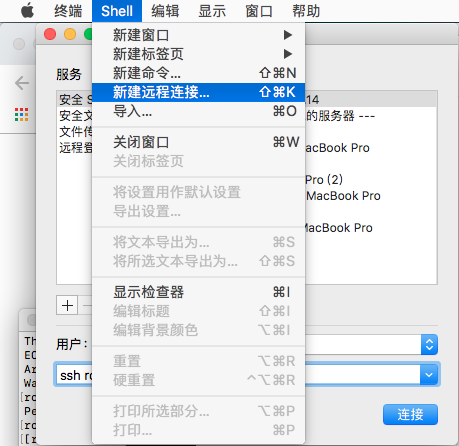 终端 Shell 编辑 显示 窗口 帮助
新建窗口
新建标签页
新建命令... ⇧⌘N
新建远程连接... ⇧⌘K
导入... ⌘O
关闭窗口 ⌘W
关闭标签页
将设置用作默认设置
导出设置...
将文本导出为... ⌘S
将所选文本导出为... ⇧⌘S
显示检查器 ⌘I
编辑标题 ⇧⌘I
编辑背景颜色 ⌥⌘I
重置 ⌥⌘R
硬重置 ^⌥⌘R
打印所选部分... ⌥⌘P
打印... ⌘P
服务
安全 S
14
安全文
的服务器 ---
文件传
远程登
MacBook Pro
Pro (2)
MacBook Pro
MacBook Pro
用户:
ssh ro
连接
Th
EC
Ar
Wa
[ro
Pe
[ro
[[r